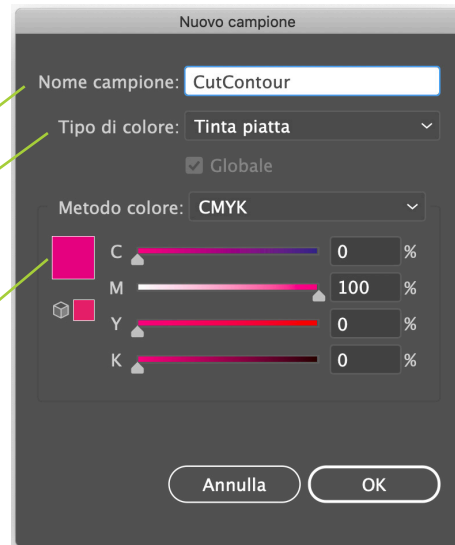 Nuovo campione
Nome campione: CutContour
Tipo di colore: Tinta piatta
Globale
Metodo colore: CMYK
C 0 %
M 100 %
Y 0 %
K 0 %
Annulla OK